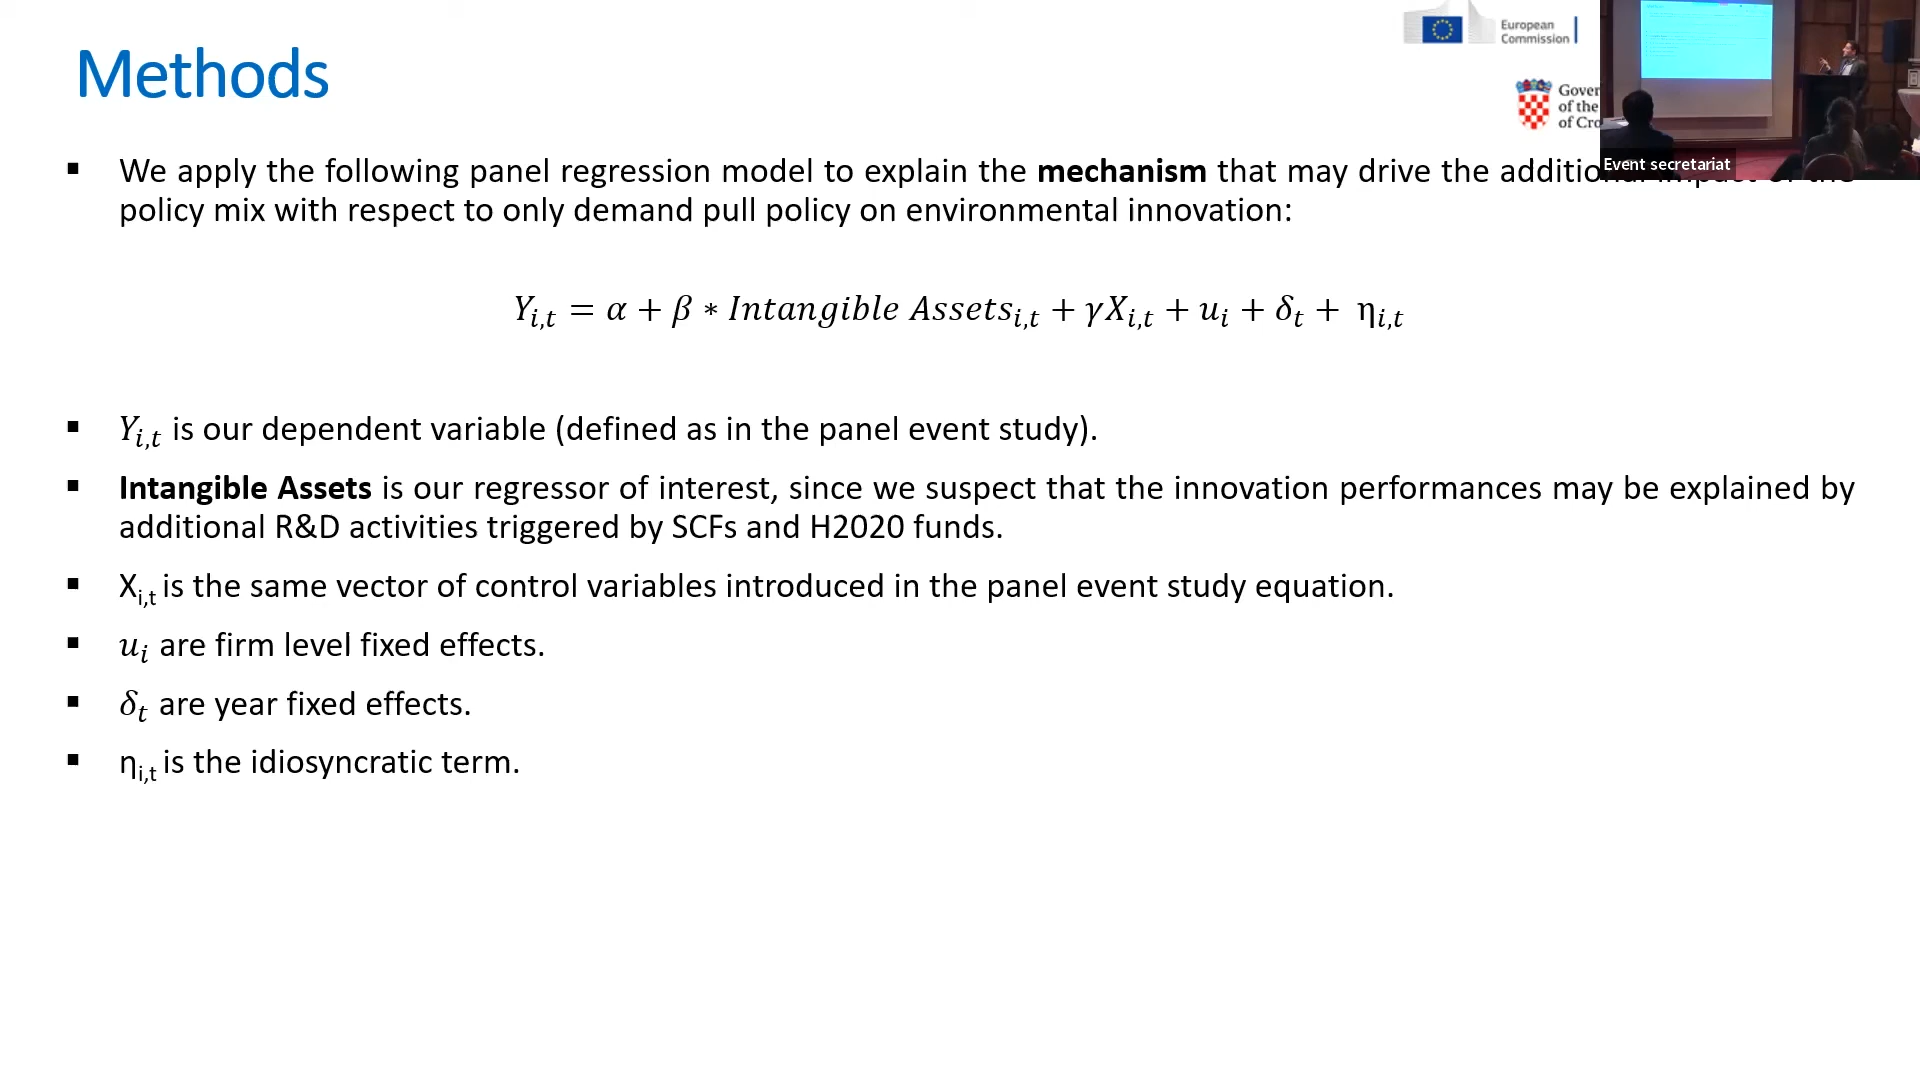 Methods
European
Commission
Gover
of the
of Cro
Event secretariat
▪ We apply the following panel regression model to explain the mechanism that may drive the additional impact of the
policy mix with respect to only demand pull policy on environmental innovation:
𝑌𝑖,𝑡 = 𝛼 + 𝛽 ∗ 𝐼𝑛𝑡𝑎𝑛𝑔𝑖𝑏𝑙𝑒 𝐴𝑠𝑠𝑒𝑡𝑠𝑖,𝑡 + 𝛾𝑋𝑖,𝑡 + 𝑢𝑖 + 𝛿𝑡 + η𝑖,𝑡
▪ 𝑌𝑖,𝑡 is our dependent variable (defined as in the panel event study).
▪ Intangible Assets is our regressor of interest, since we suspect that the innovation performances may be explained by
additional R&D activities triggered by SCFs and H2020 funds.
▪ Xi,t is the same vector of control variables introduced in the panel event study equation.
▪ 𝑢𝑖 are firm level fixed effects.
▪ 𝛿𝑡 are year fixed effects.
▪ ηi,t is the idiosyncratic term.